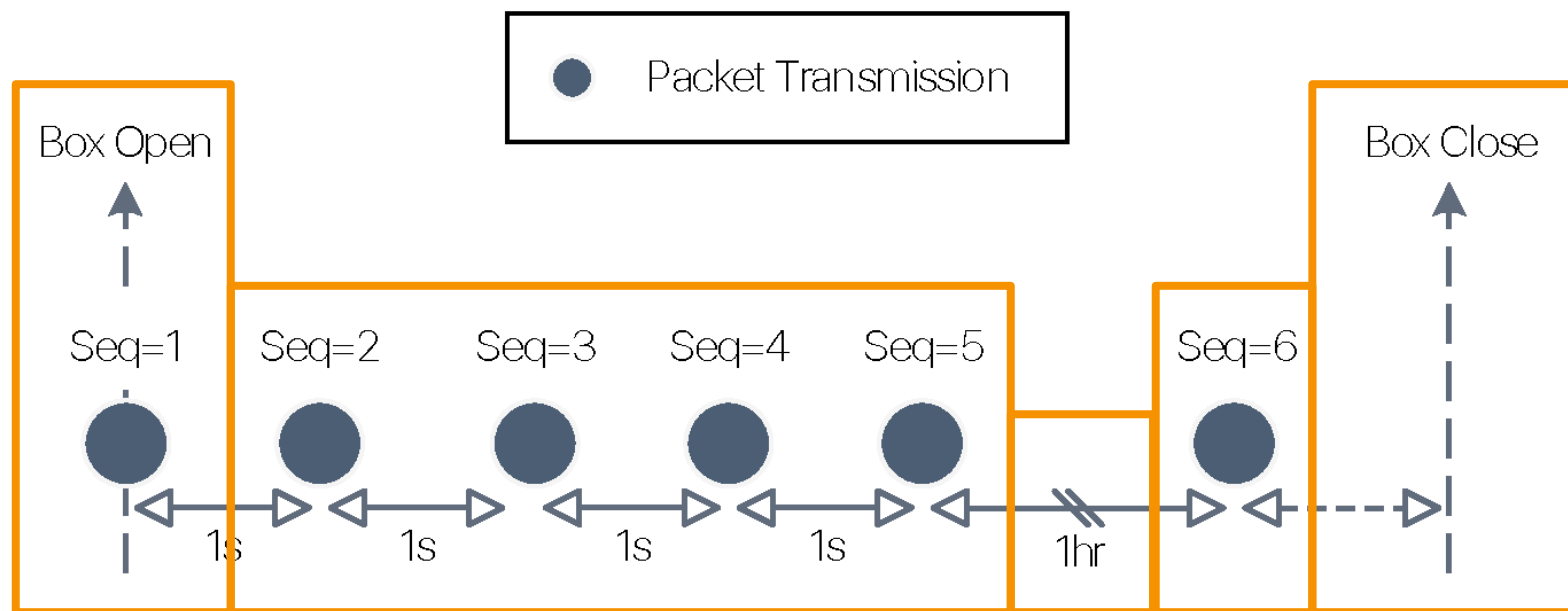 Packet Transmission
Box Open
Box Close
Seq=1
Seq=2
Seq=3
Seq=4
Seq=5
Seq=6
1s
1s
1s
1s
1hr